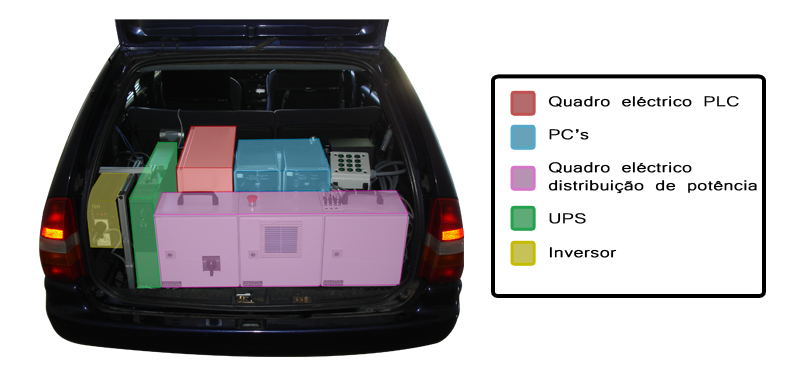 Quadro eléctrico PLC
PC's
Quadro eléctrico
distribuição de potência
UPS
Inversor